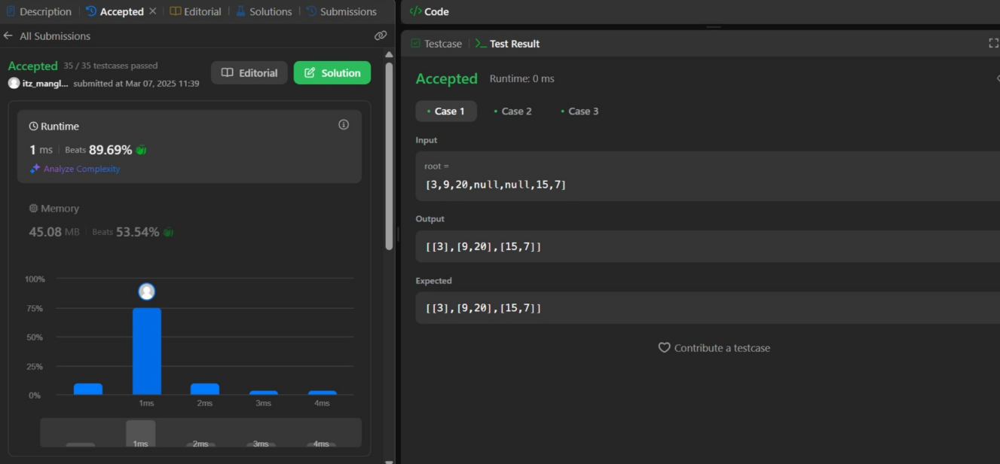 Description
Accepted
Editorial
Solutions
Submissions
All Submissions
Accepted 35 / 35 testcases passed
itz_mangl... submitted at Mar 07, 2025 11:39
Editorial
Solution
Runtime
1 ms Beats 89.69%
Analyze Complexity
Memory
45.08 MB Beats 53.54%
100%
75%
50%
25%
0%
1ms 2ms 3ms 4ms
1ms 2ms 3ms 4ms
</> Code
Testcase
>_ Test Result
Accepted Runtime: 0 ms
• Case 1 • Case 2 • Case 3
Input
root =
[3,9,20,null,null,15,7]
Output
[[3],[9,20],[15,7]]
Expected
[[3],[9,20],[15,7]]
Contribute a testcase